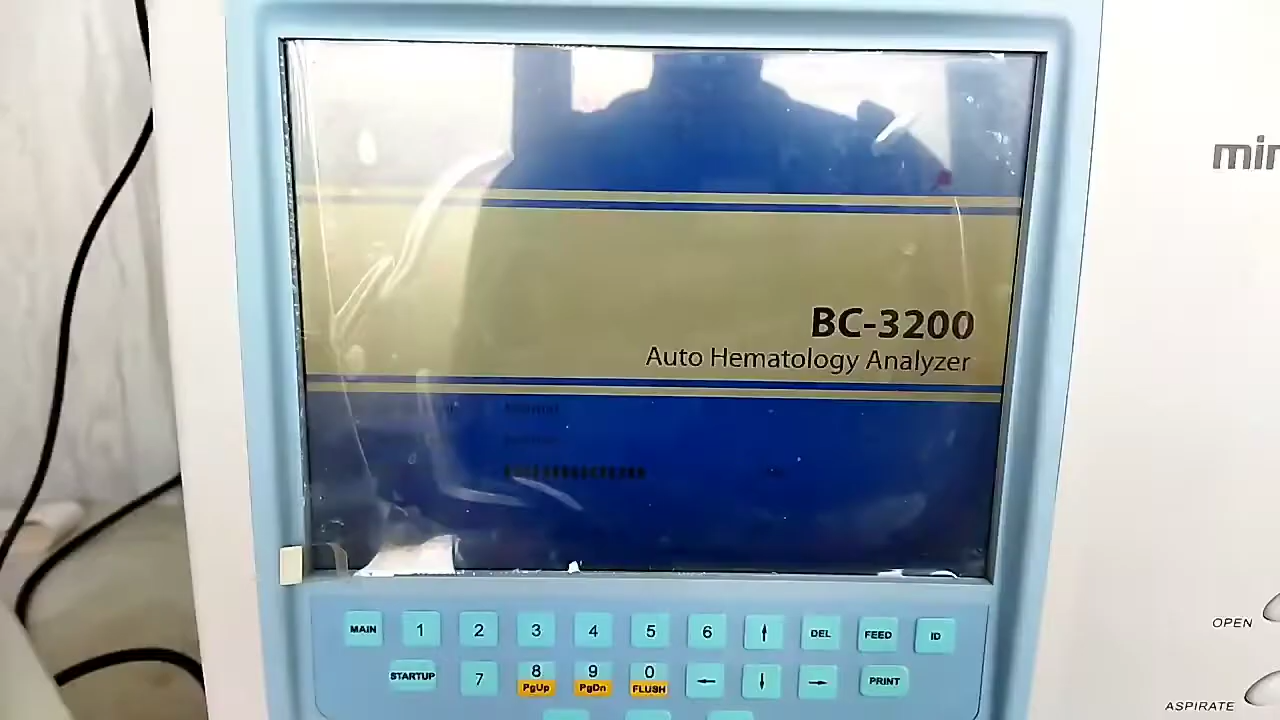 BC-3200
Auto Hematology Analyzer
MAIN 1 2 3 4 5 6 ↑ DEL FEED ID
STARTUP 7 8 9 0 ← ↓ → PRINT
PgUp PgDn FLUSH
OPEN
ASPIRATE